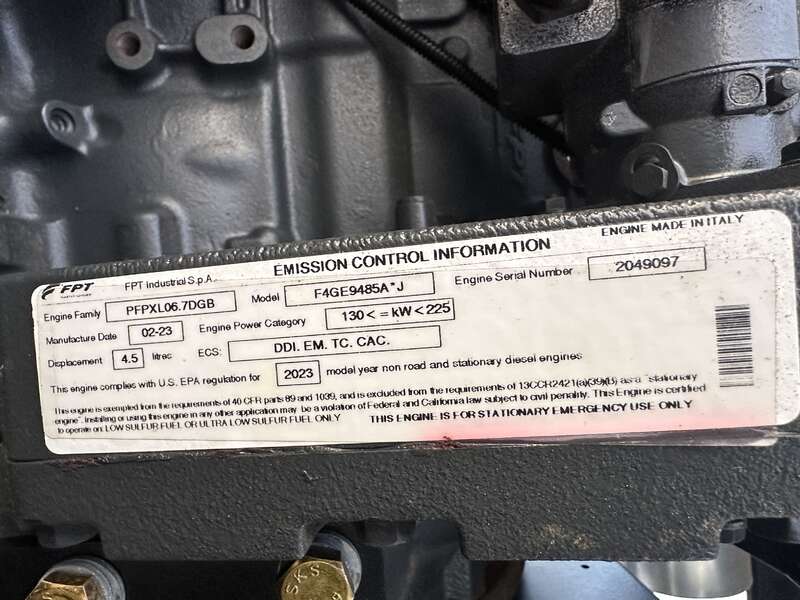 ENGINE MADE IN ITALY
FPT
FPT Industrial S.p.A.
EMISSION CONTROL INFORMATION
Engine Family PFPXL06.7DGB Model F4GE9485A*J Engine Serial Number 2049097
Manufacture Date 02-23 Engine Power Category 130 < = kW < 225
Displacement 4.5 litres ECS: DDI. EM. TC. CAC.
This engine complies with U.S. EPA regulation for 2023 model year non road and stationary diesel engines
This engine is exempted from the requirements of 40 CFR parts 89 and 1039, and is excluded from the requirements of 13CCR2421(a)(39)(B), as a "stationary
engine". Installing or using this engine in any other application may be a violation of Federal and California law subject to civil penalty. This Engine is certified
to operate on LOW SULFUR FUEL OR ULTRA LOW SULFUR FUEL ONLY THIS ENGINE IS FOR STATIONARY EMERGENCY USE ONLY
SKS